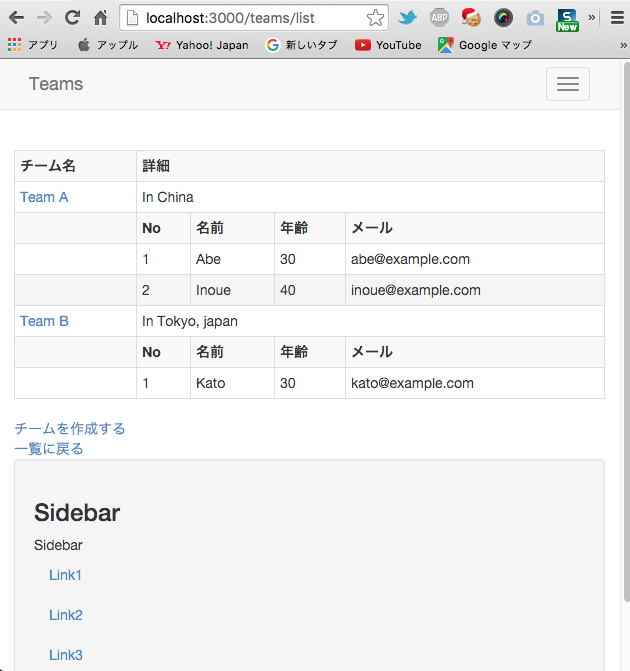 localhost:3000/teams/list
ABP
S
New
»
アプリ アップル Yahoo! Japan 新しいタブ YouTube Google マップ »
Teams
チーム名 詳細
Team A In China
No 名前 年齢 メール
1 Abe 30 abe@example.com
2 Inoue 40 inoue@example.com
Team B In Tokyo, japan
No 名前 年齢 メール
1 Kato 30 kato@example.com
チームを作成する
一覧に戻る
Sidebar
Sidebar
Link1
Link2
Link3